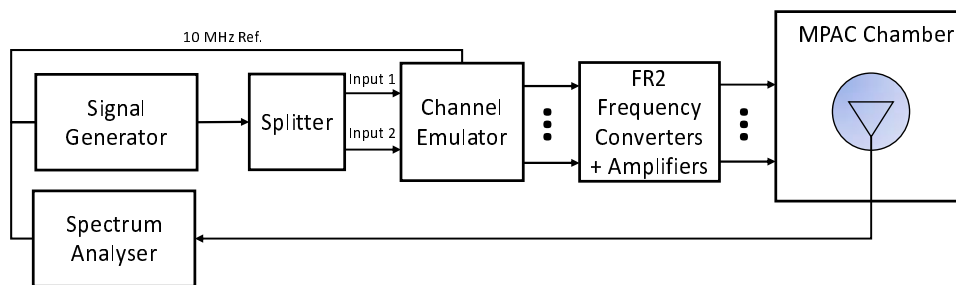 10 MHz Ref.
Signal
Generator
Splitter
Input 1
Input 2
Channel
Emulator
FR2
Frequency
Converters
+ Amplifiers
MPAC Chamber
Spectrum
Analyser